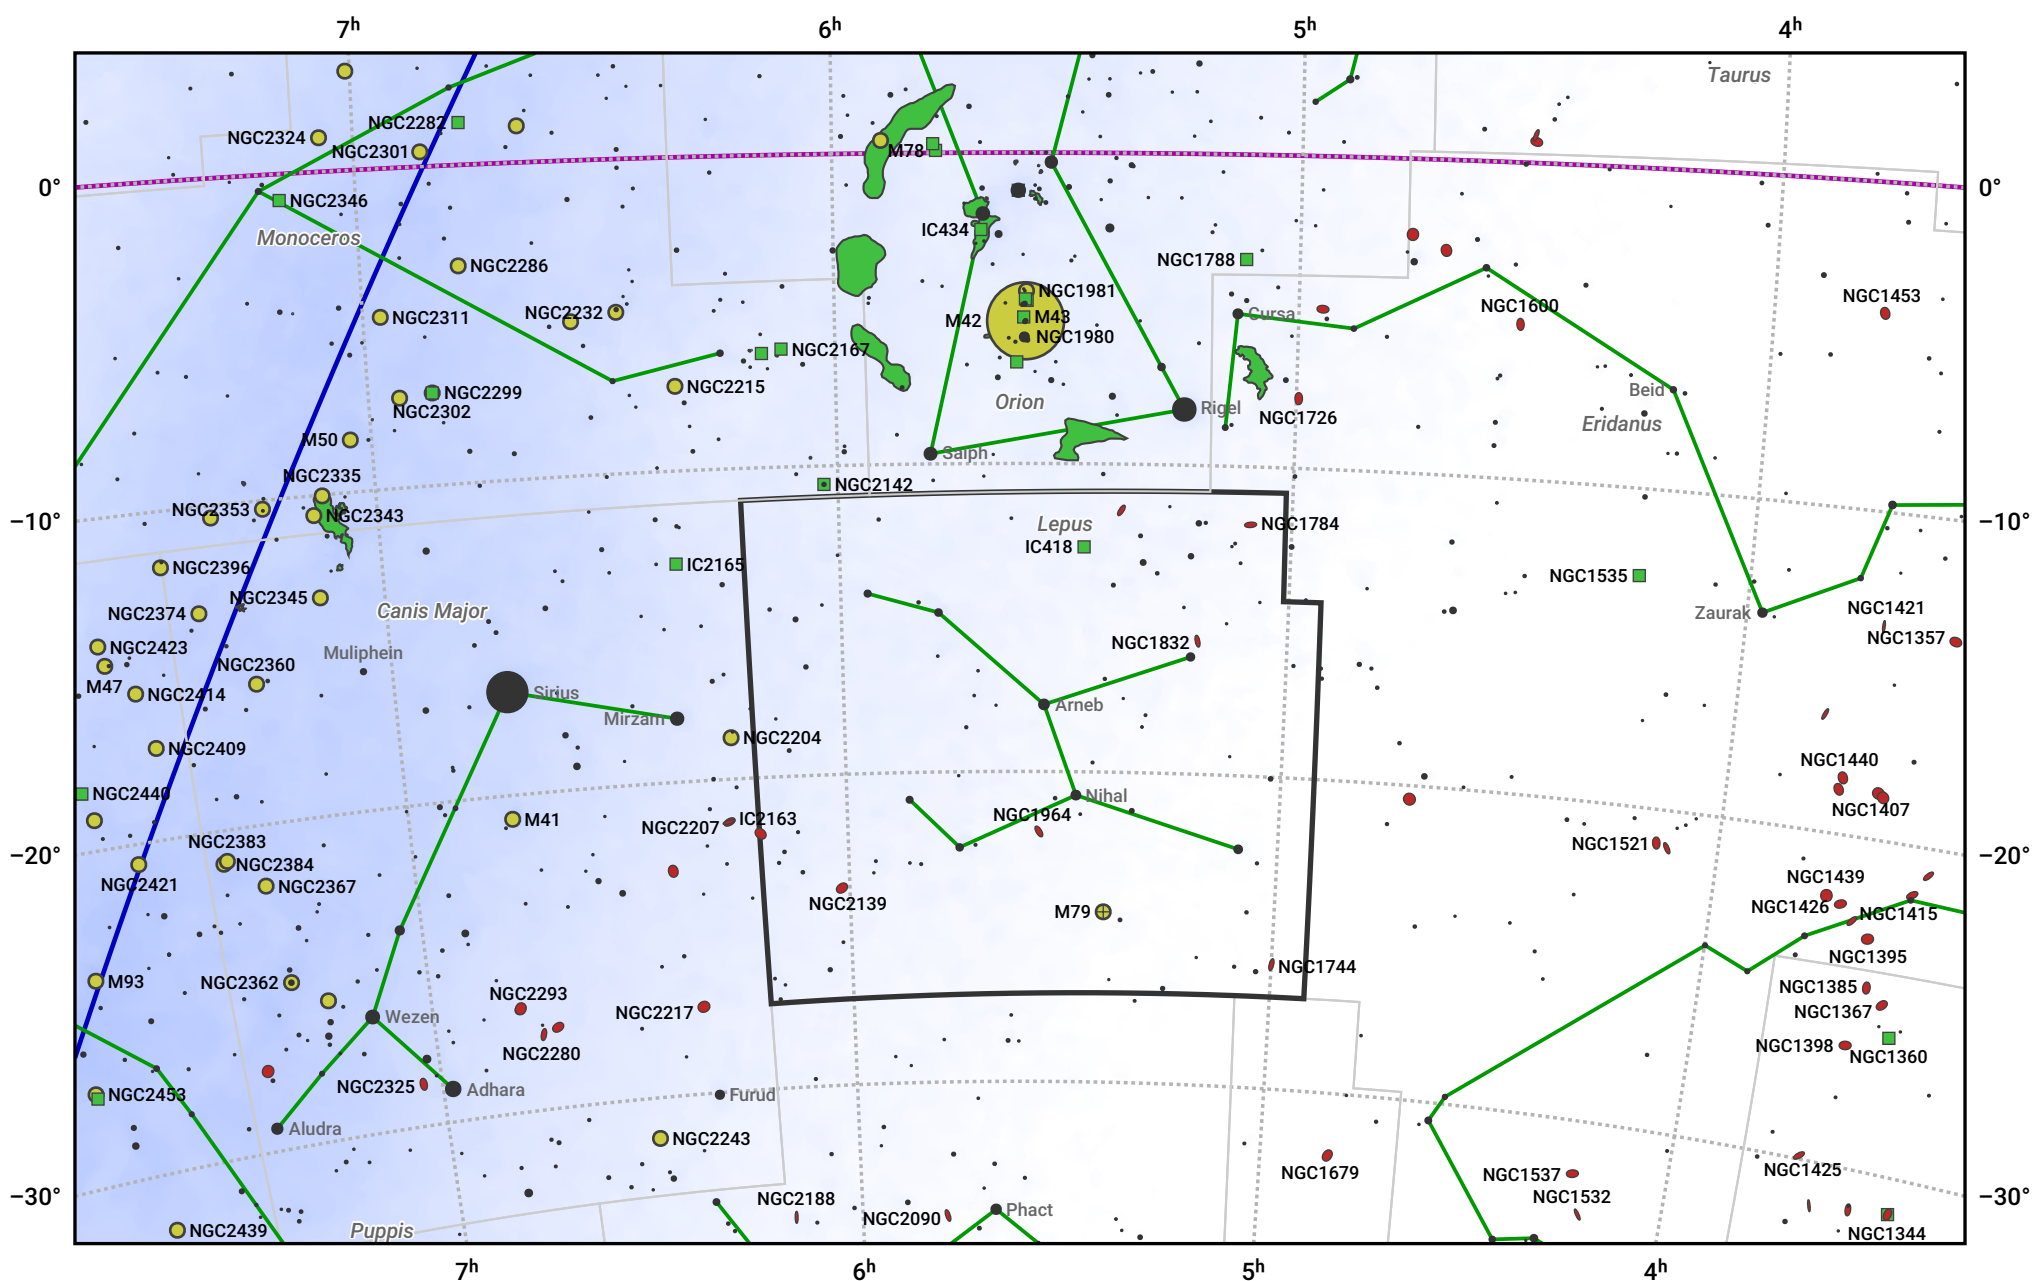 7h 6h 5h 4h
Taurus
NGC2282
NGC2324
NGC2301
M78
0° 0°
NGC2346
IC434
Monoceros
NGC1788
NGC2286
NGC1981
NGC1453
NGC1600
NGC2232
Cursa
NGC2311
M42
M43
NGC1980
NGC2167
NGC2215
Beid
NGC2299
Orion
NGC2302
Rigel
NGC1726
Eridanus
M50
Saiph
NGC2335
NGC2142
NGC2353
NGC2343
−10° −10°
Lepus
NGC1784
IC418
IC2165
NGC2396
NGC1535
NGC2345
NGC1421
Canis Major
NGC2374
Zaurak
NGC1357
NGC1832
NGC2423
Muliphein
NGC2360
M47
NGC2414
Sirius
Arneb
Mirzam
NGC2204
NGC2409
NGC1440
NGC2440
Nihal
NGC1407
NGC1964
M41
IC2163
NGC2207
NGC2383
NGC1521
−20° −20°
NGC2384
NGC1439
NGC2421
NGC2367
NGC2139
NGC1426
M79
NGC1415
NGC1395
NGC1744
M93
NGC2362
NGC1385
NGC2293
NGC2217
NGC1367
Wezen
NGC1398
NGC2280
NGC1360
NGC2325
Adhara
NGC2453
Furud
Aludra
NGC2243
NGC1679
NGC1425
NGC1537
−30° −30°
NGC2188
NGC1532
Phact
NGC2090
NGC2439
Puppis
NGC1344
7h 6h 5h 4h